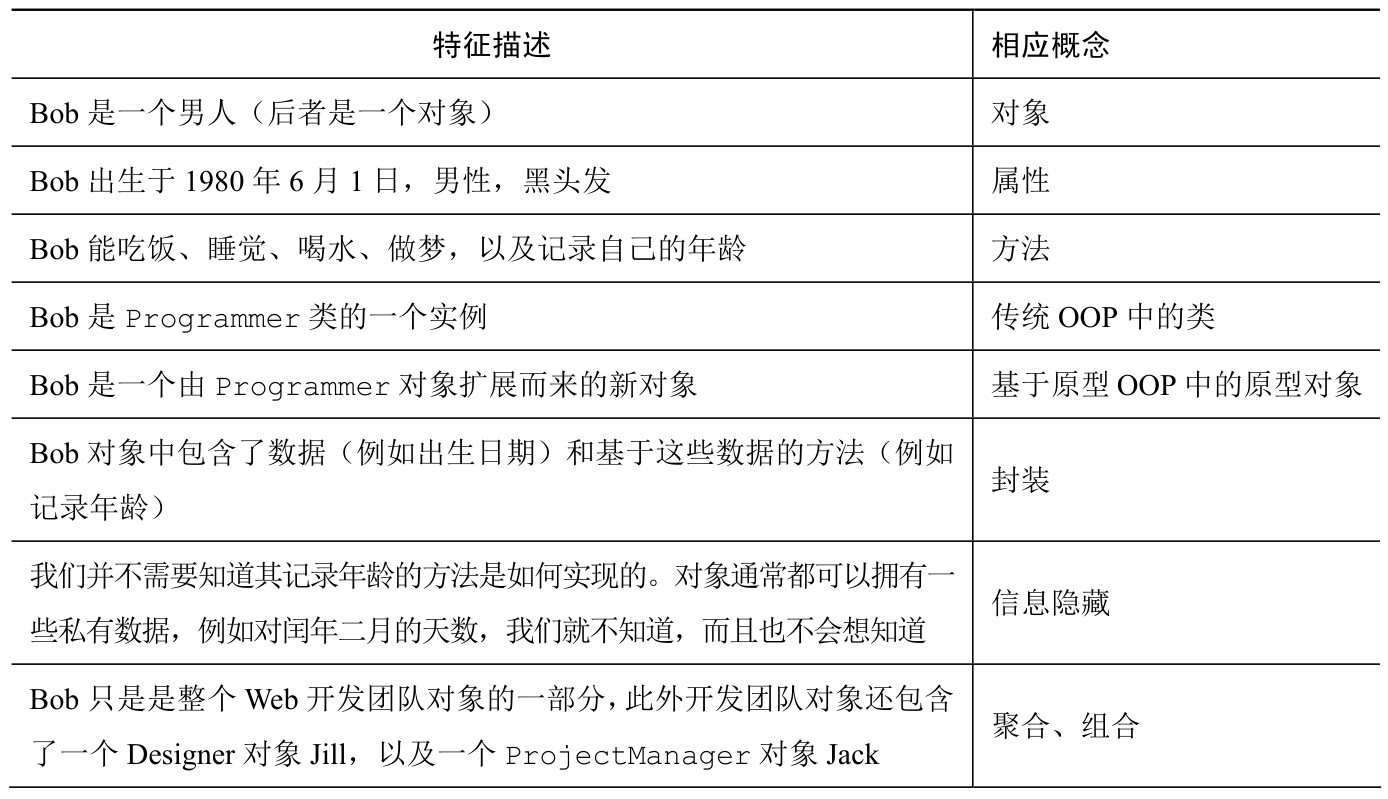 特征描述
相应概念
Bob 是一个男人（后者是一个对象）
对象
Bob 出生于 1980 年 6 月 1 日，男性，黑头发
属性
Bob 能吃饭、睡觉、喝水、做梦，以及记录自己的年龄
方法
Bob 是 Programmer 类的一个实例
传统 OOP 中的类
Bob 是一个由 Programmer 对象扩展而来的新对象
基于原型 OOP 中的原型对象
Bob 对象中包含了数据（例如出生日期）和基于这些数据的方法（例如
记录年龄）
封装
我们并不需要知道其记录年龄的方法是如何实现的。对象通常都可以拥有一
些私有数据，例如对闰年二月的天数，我们就不知道，而且也不会想知道
信息隐藏
Bob 只是是整个 Web 开发团队对象的一部分，此外开发团队对象还包含
了一个 Designer 对象 Jill，以及一个 ProjectManager 对象 Jack
聚合、组合